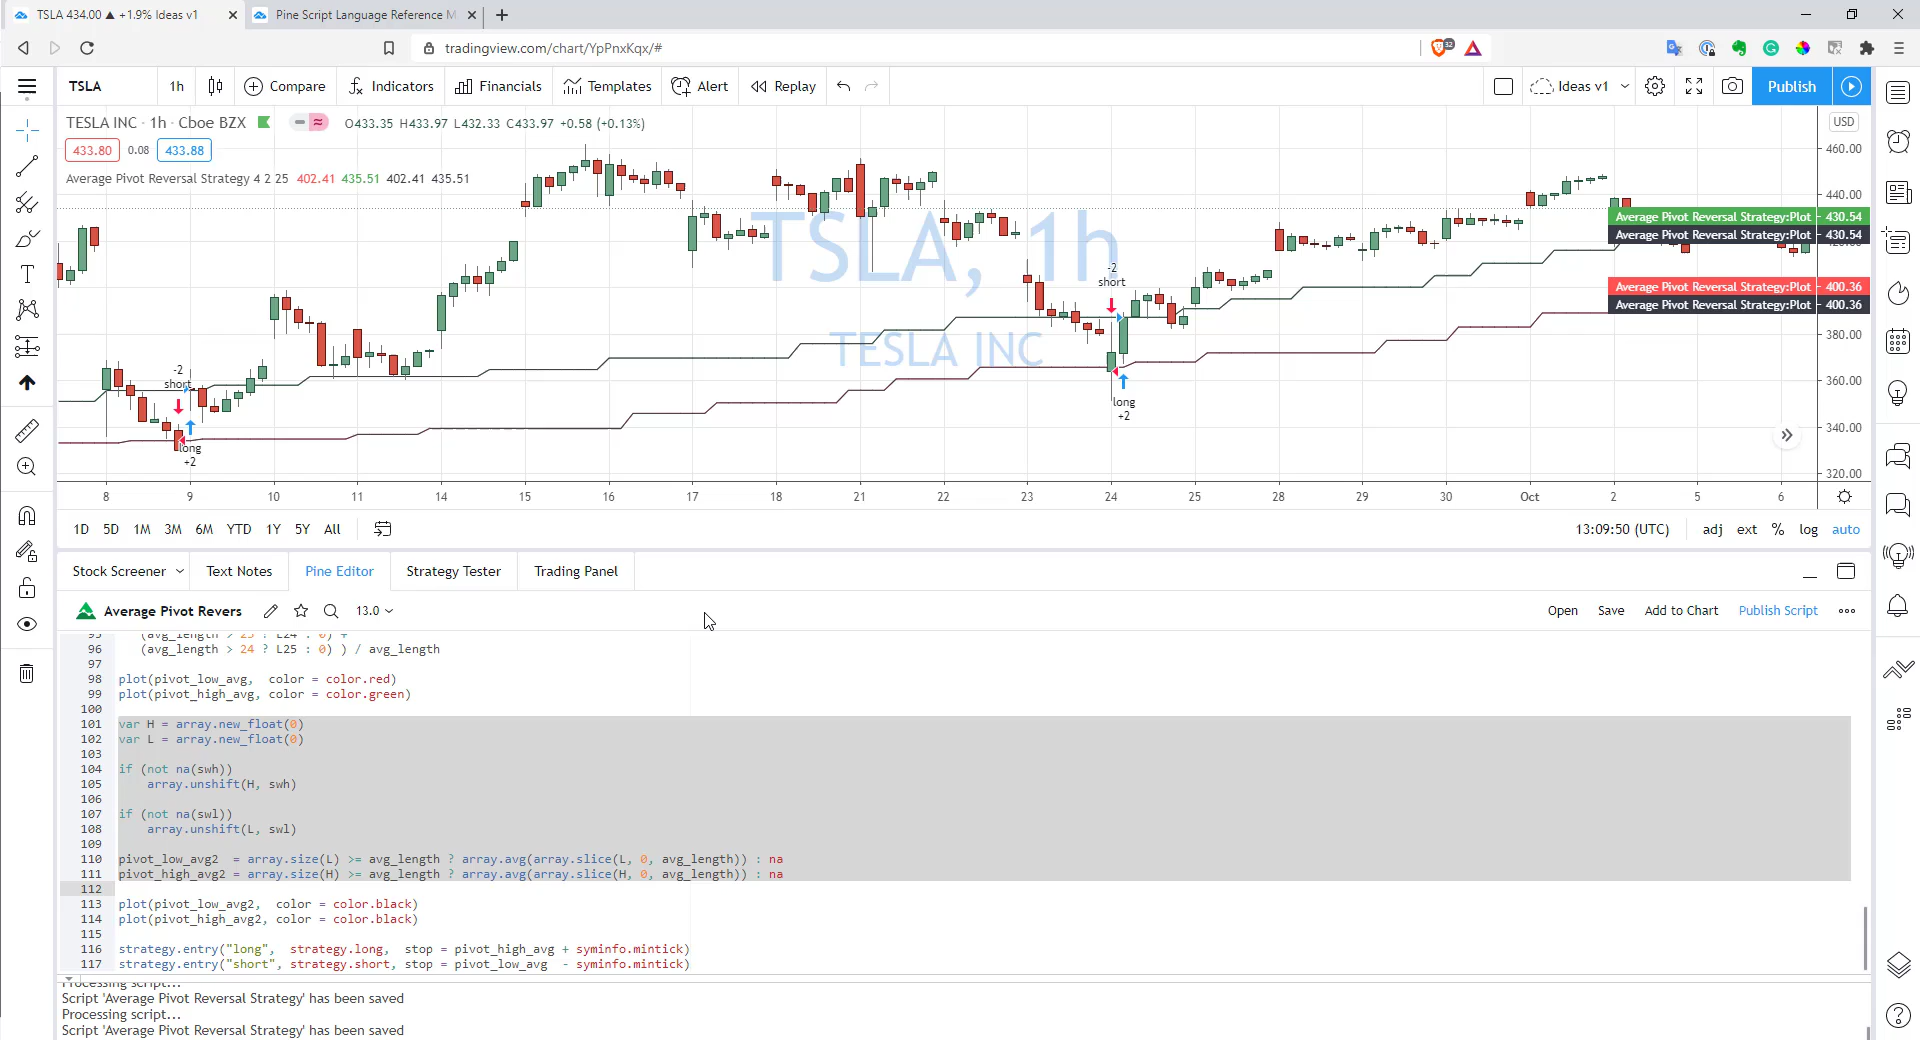 TSLA 434.00 ▲ +1.9% Ideas v1
Pine Script Language Reference M
tradingview.com/chart/YpPnxKqx/#
32
TSLA
1h
Compare
Indicators
Financials
Templates
Alert
Replay
Ideas v1
Publish
TESLA INC · 1h · Cboe BZX
O433.35 H433.97 L432.33 C433.97 +0.58 (+0.13%)
USD
433.80
0.08
433.88
Average Pivot Reversal Strategy 4 2 25 402.41 435.51 402.41 435.51
TSLA, 1h
TESLA INC
460.00
440.00
Average Pivot Reversal Strategy:Plot 430.54
Average Pivot Reversal Strategy:Plot 430.54
Average Pivot Reversal Strategy:Plot 400.36
Average Pivot Reversal Strategy:Plot 400.36
380.00
360.00
340.00
320.00
-2
short
long
+2
-2
short
long
+2
8 9 10 11 14 15 16 17 18 21 22 23 24 25 28 29 30 Oct 2 5 6
1D 5D 1M 3M 6M YTD 1Y 5Y All
13:09:50 (UTC)
adj ext % log auto
Stock Screener
Text Notes
Pine Editor
Strategy Tester
Trading Panel
Average Pivot Revers
13.0
Open
Save
Add to Chart
Publish Script
95 (avg_length > 23 ? L24 : 0) +
96 (avg_length > 24 ? L25 : 0) ) / avg_length
97
98 plot(pivot_low_avg, color = color.red)
99 plot(pivot_high_avg, color = color.green)
100
101 var H = array.new_float(0)
102 var L = array.new_float(0)
103
104 if (not na(swh))
105 array.unshift(H, swh)
106
107 if (not na(swl))
108 array.unshift(L, swl)
109
110 pivot_low_avg2 = array.size(L) >= avg_length ? array.avg(array.slice(L, 0, avg_length)) : na
111 pivot_high_avg2 = array.size(H) >= avg_length ? array.avg(array.slice(H, 0, avg_length)) : na
112
113 plot(pivot_low_avg2, color = color.black)
114 plot(pivot_high_avg2, color = color.black)
115
116 strategy.entry("long", strategy.long, stop = pivot_high_avg + syminfo.mintick)
117 strategy.entry("short", strategy.short, stop = pivot_low_avg - syminfo.mintick)
Processing script...
Script 'Average Pivot Reversal Strategy' has been saved
Processing script...
Script 'Average Pivot Reversal Strategy' has been saved